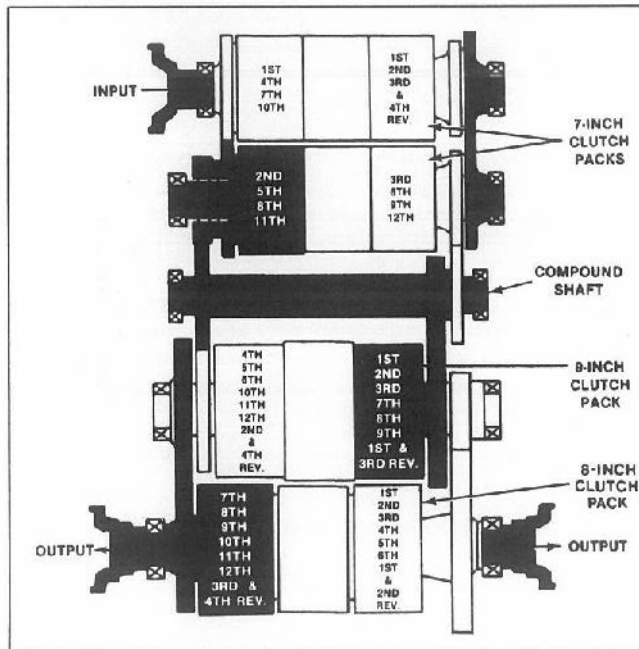 INPUT
1ST
4TH
7TH
10TH
1ST
2ND
3RD
&
4TH
REV.
7-INCH
CLUTCH
PACKS
2ND
5TH
8TH
11TH
3RD
6TH
9TH
12TH
COMPOUND
SHAFT
4TH
5TH
6TH
10TH
11TH
12TH
2ND
&
4TH
REV.
1ST
2ND
3RD
7TH
8TH
9TH
1ST &
3RD REV.
CLUTCH
PACK
7TH
8TH
9TH
10TH
11TH
12TH
3RD &
4TH REV.
1ST
2ND
3RD
4TH
5TH
6TH
1ST
&
2ND
REV.
8-INCH
CLUTCH
PACK
OUTPUT
OUTPUT